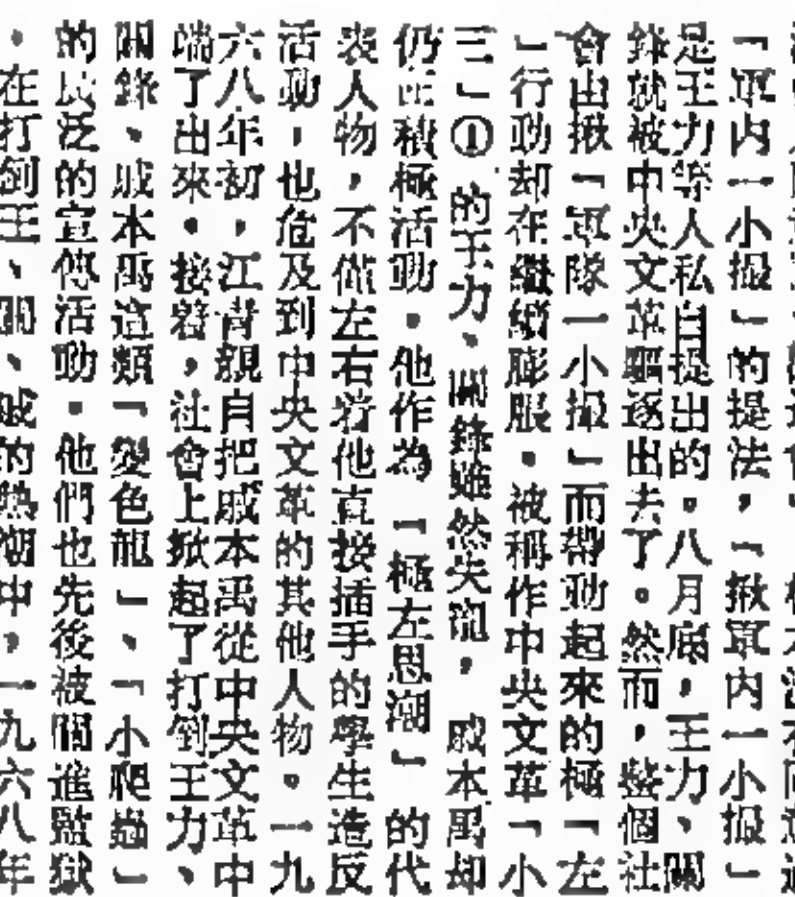 「軍內一小撮」的提法,「揪軍內一小撮」
是王力等人私自提出的。八月底,王力、關
鋒就被中央文革驅逐出去了。然而,整個社
會由揪「軍隊一小撮」而帶動起來的極「左
」行動却在繼續膨脹。被稱作中央文革「小
三」①的王力、關鋒雖然失寵,戚本禹却
仍在積極活動。他作為「極左思潮」的代
表人物,不僅左右着他直接插手的學生造反
活動,也危及到中央文革的其他人物。一九
六八年初,江青親自把戚本禹從中央文革中
端了出來。接着,社會上掀起了打倒王力、
關鋒、戚本禹這類「變色龍」、「小爬蟲」
的民泛的宣傳活動。他們也先後被關進監獄
。在打倒王、關、戚的熱潮中,一九六八年